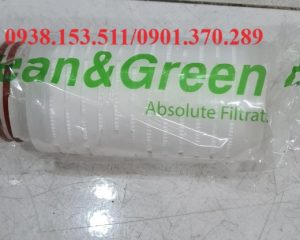 0938.153.511/0901.370.289
ean&Green
Absolute Filtrat